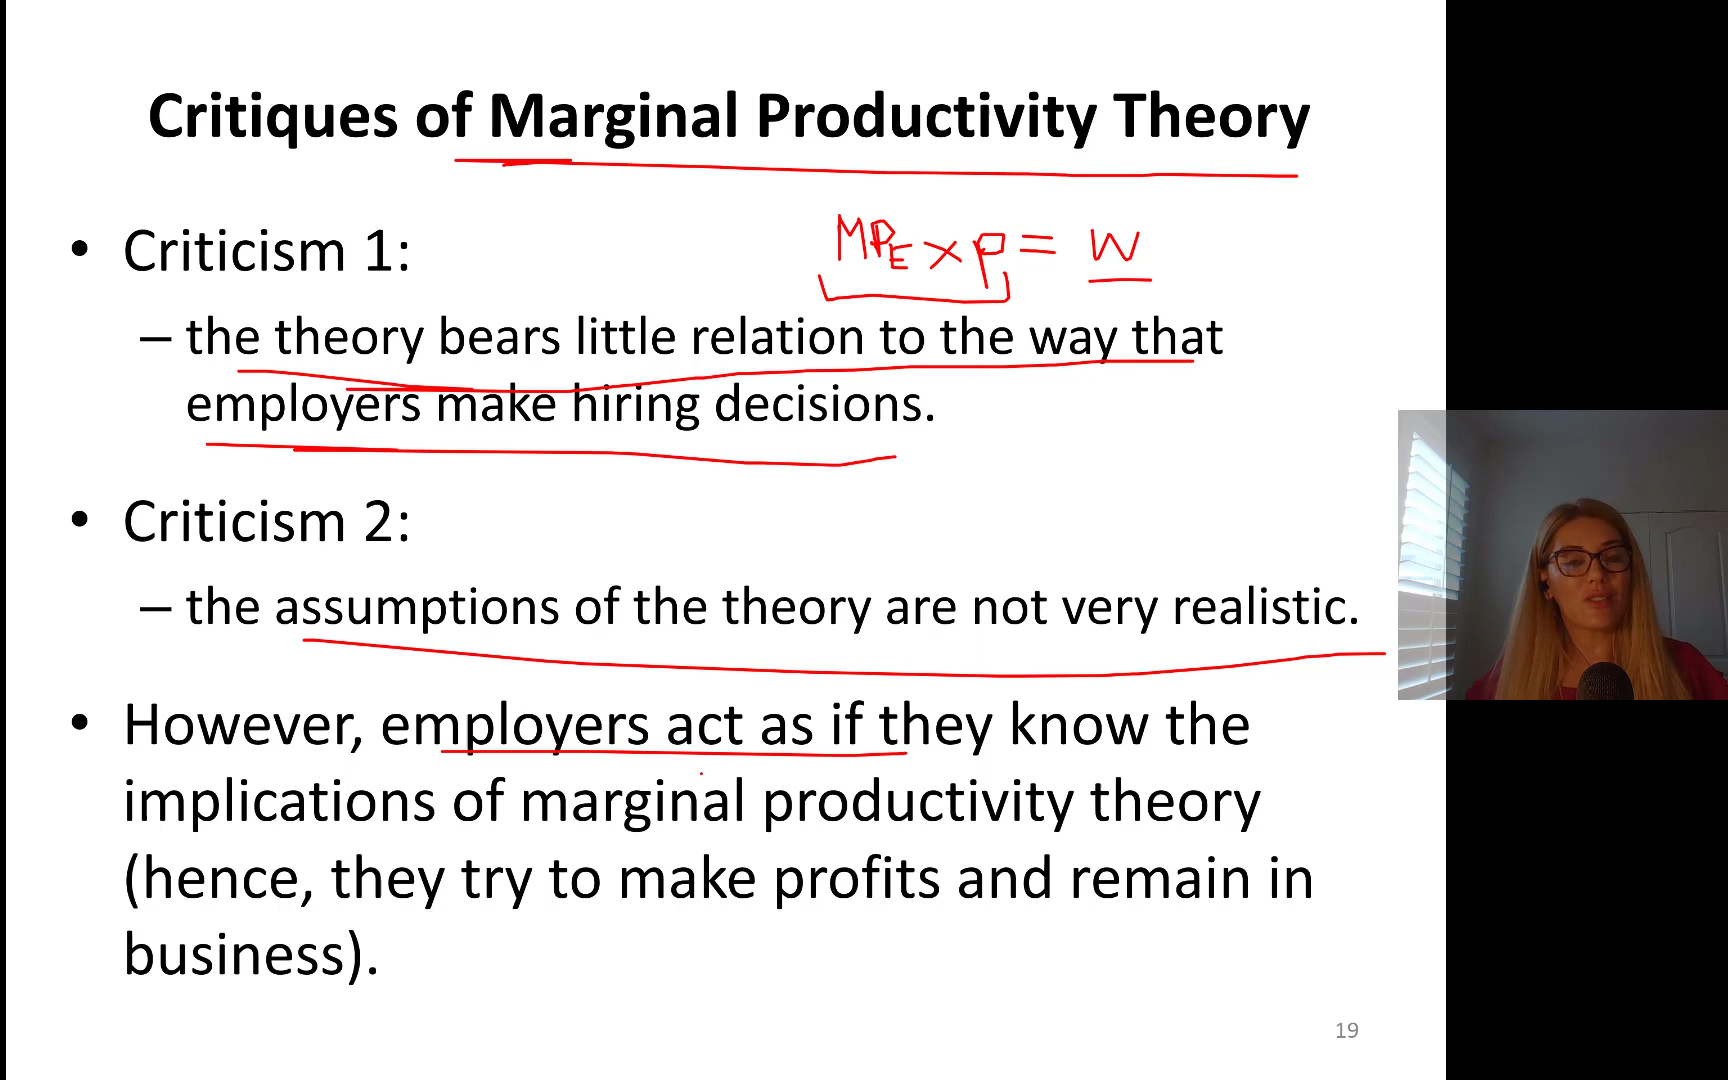 Critiques of Marginal Productivity Theory
• Criticism 1:
MPE × p = w
– the theory bears little relation to the way that
employers make hiring decisions.
• Criticism 2:
– the assumptions of the theory are not very realistic.
• However, employers act as if they know the
implications of marginal productivity theory
(hence, they try to make profits and remain in
business).
19